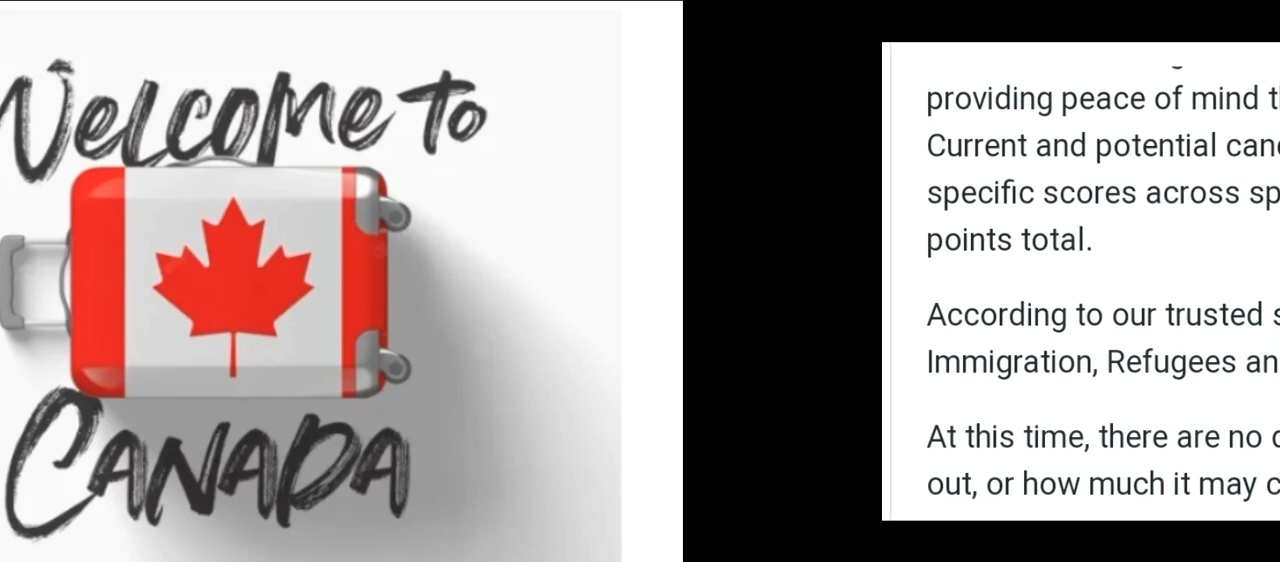 Welcome to
CANADA
providing peace of mind
Current and potential
specific scores across
points total.
According to our trusted
Immigration, Refugees
At this time, there are no
out, or how much it may